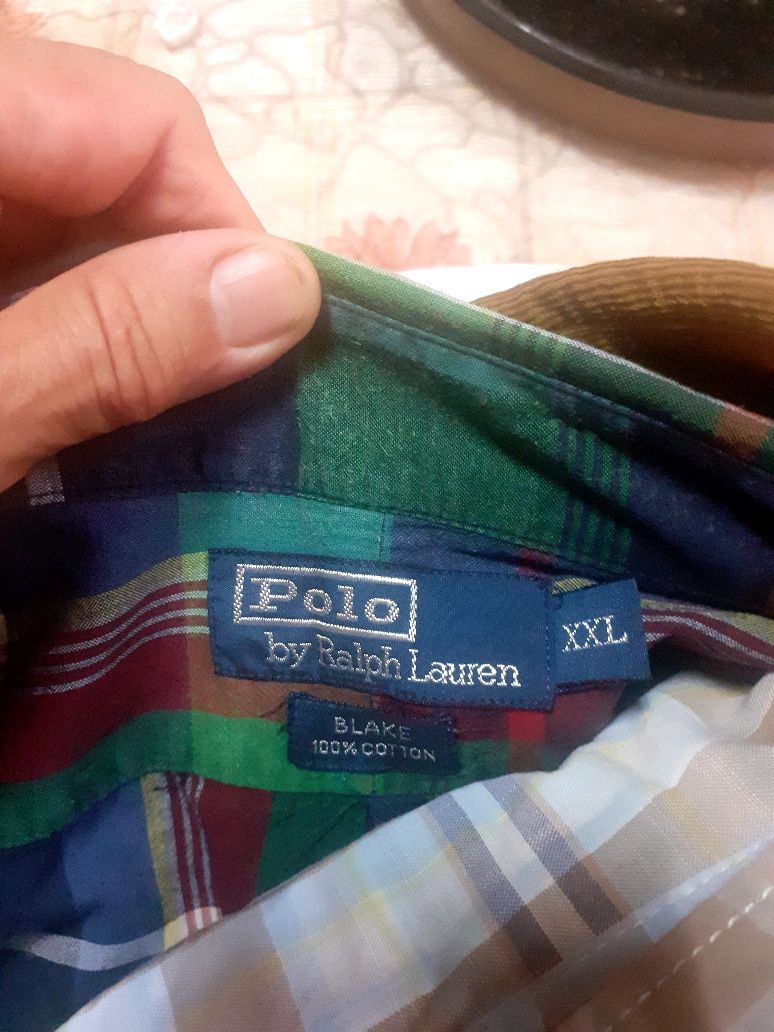 Polo
by Ralph Lauren
XXL
BLAKE
100% COTTON